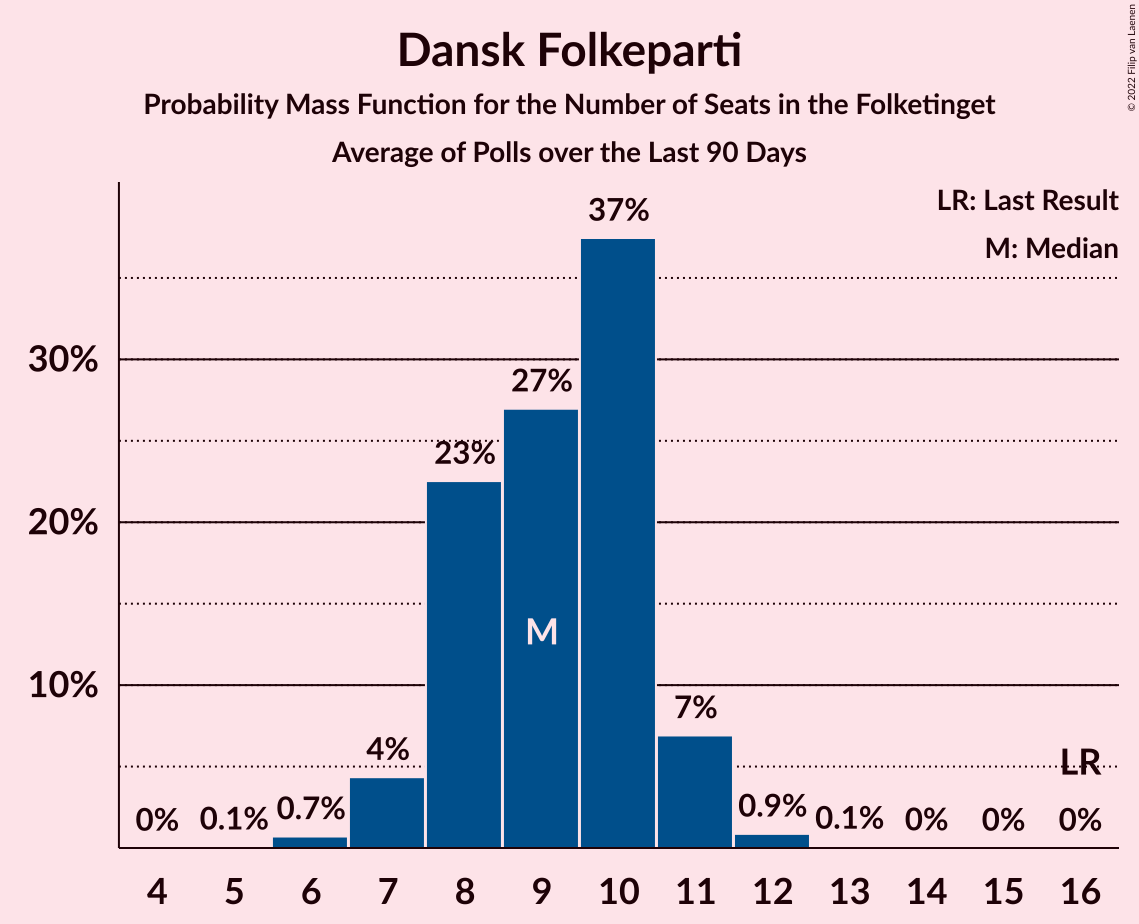 Dansk Folkeparti
Probability Mass Function for the Number of Seats in the Folketinget
Average of Polls over the Last 90 Days
© 2022 Filip van Laenen
LR: Last Result
M: Median
37%
30%
27%
23%
20%
M
10%
7%
4%
LR
0%
0.1%
0.7%
0.9%
0.1%
0%
0%
0%
4 5 6 7 8 9 10 11 12 13 14 15 16